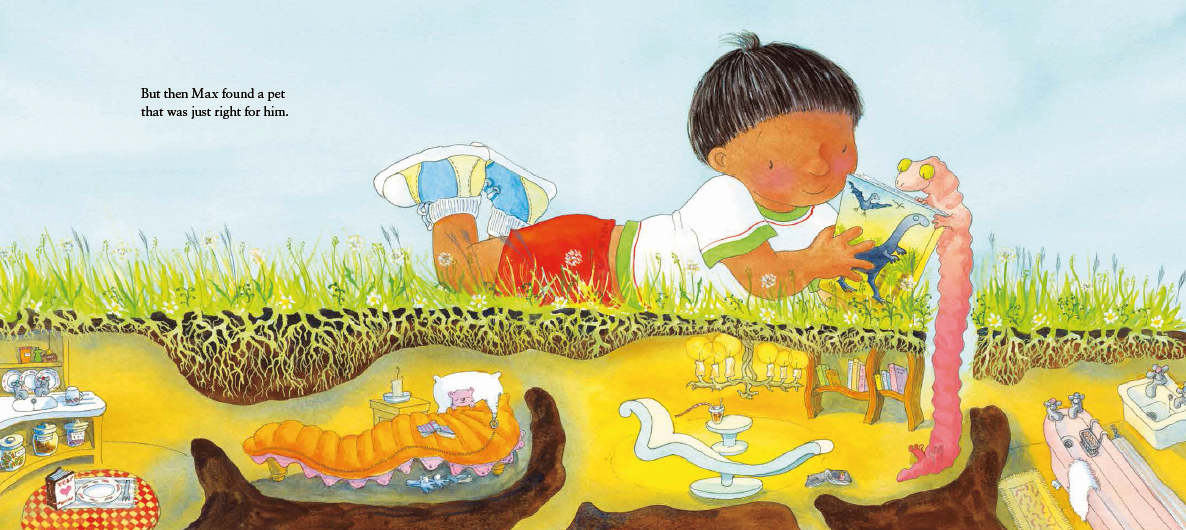 But then Max found a pet
that was just right for him.